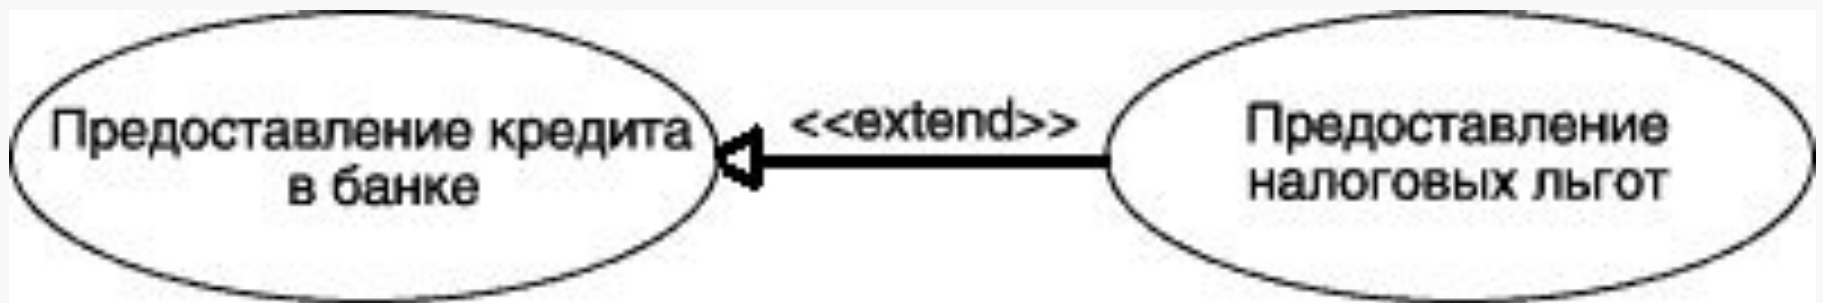 Предоставление кредита
в банке
<<extend>>
Предоставление
налоговых льгот